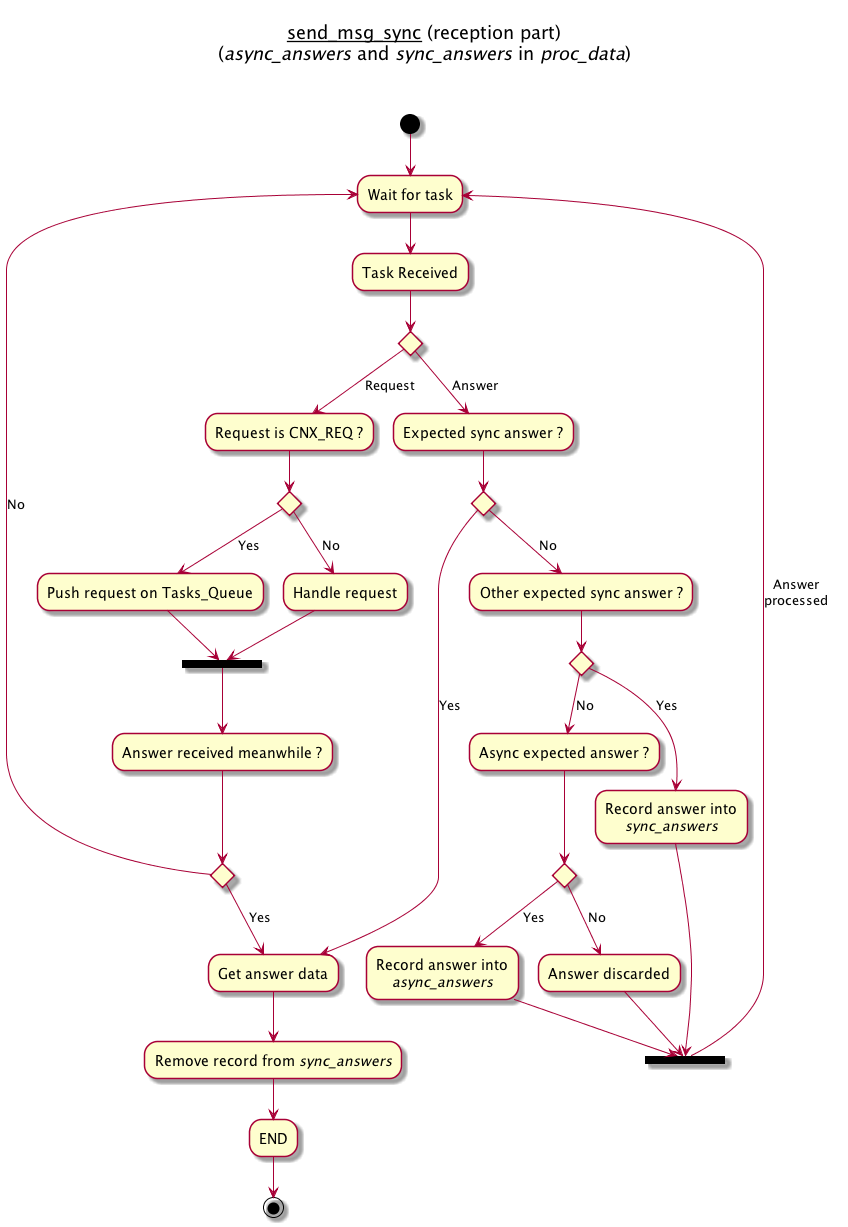 send_msg_sync (reception part)
(async_answers and sync_answers in proc_data)
Wait for task
Task Received
Request
Answer
Request is CNX_REQ ?
Expected sync answer ?
No
Yes
No
No
Push request on Tasks_Queue
Handle request
Other expected sync answer ?
Answer
processed
Yes
No
Yes
Answer received meanwhile ?
Async expected answer ?
Record answer into
sync_answers
Yes
Yes
No
Get answer data
Record answer into
async_answers
Answer discarded
Remove record from sync_answers
END